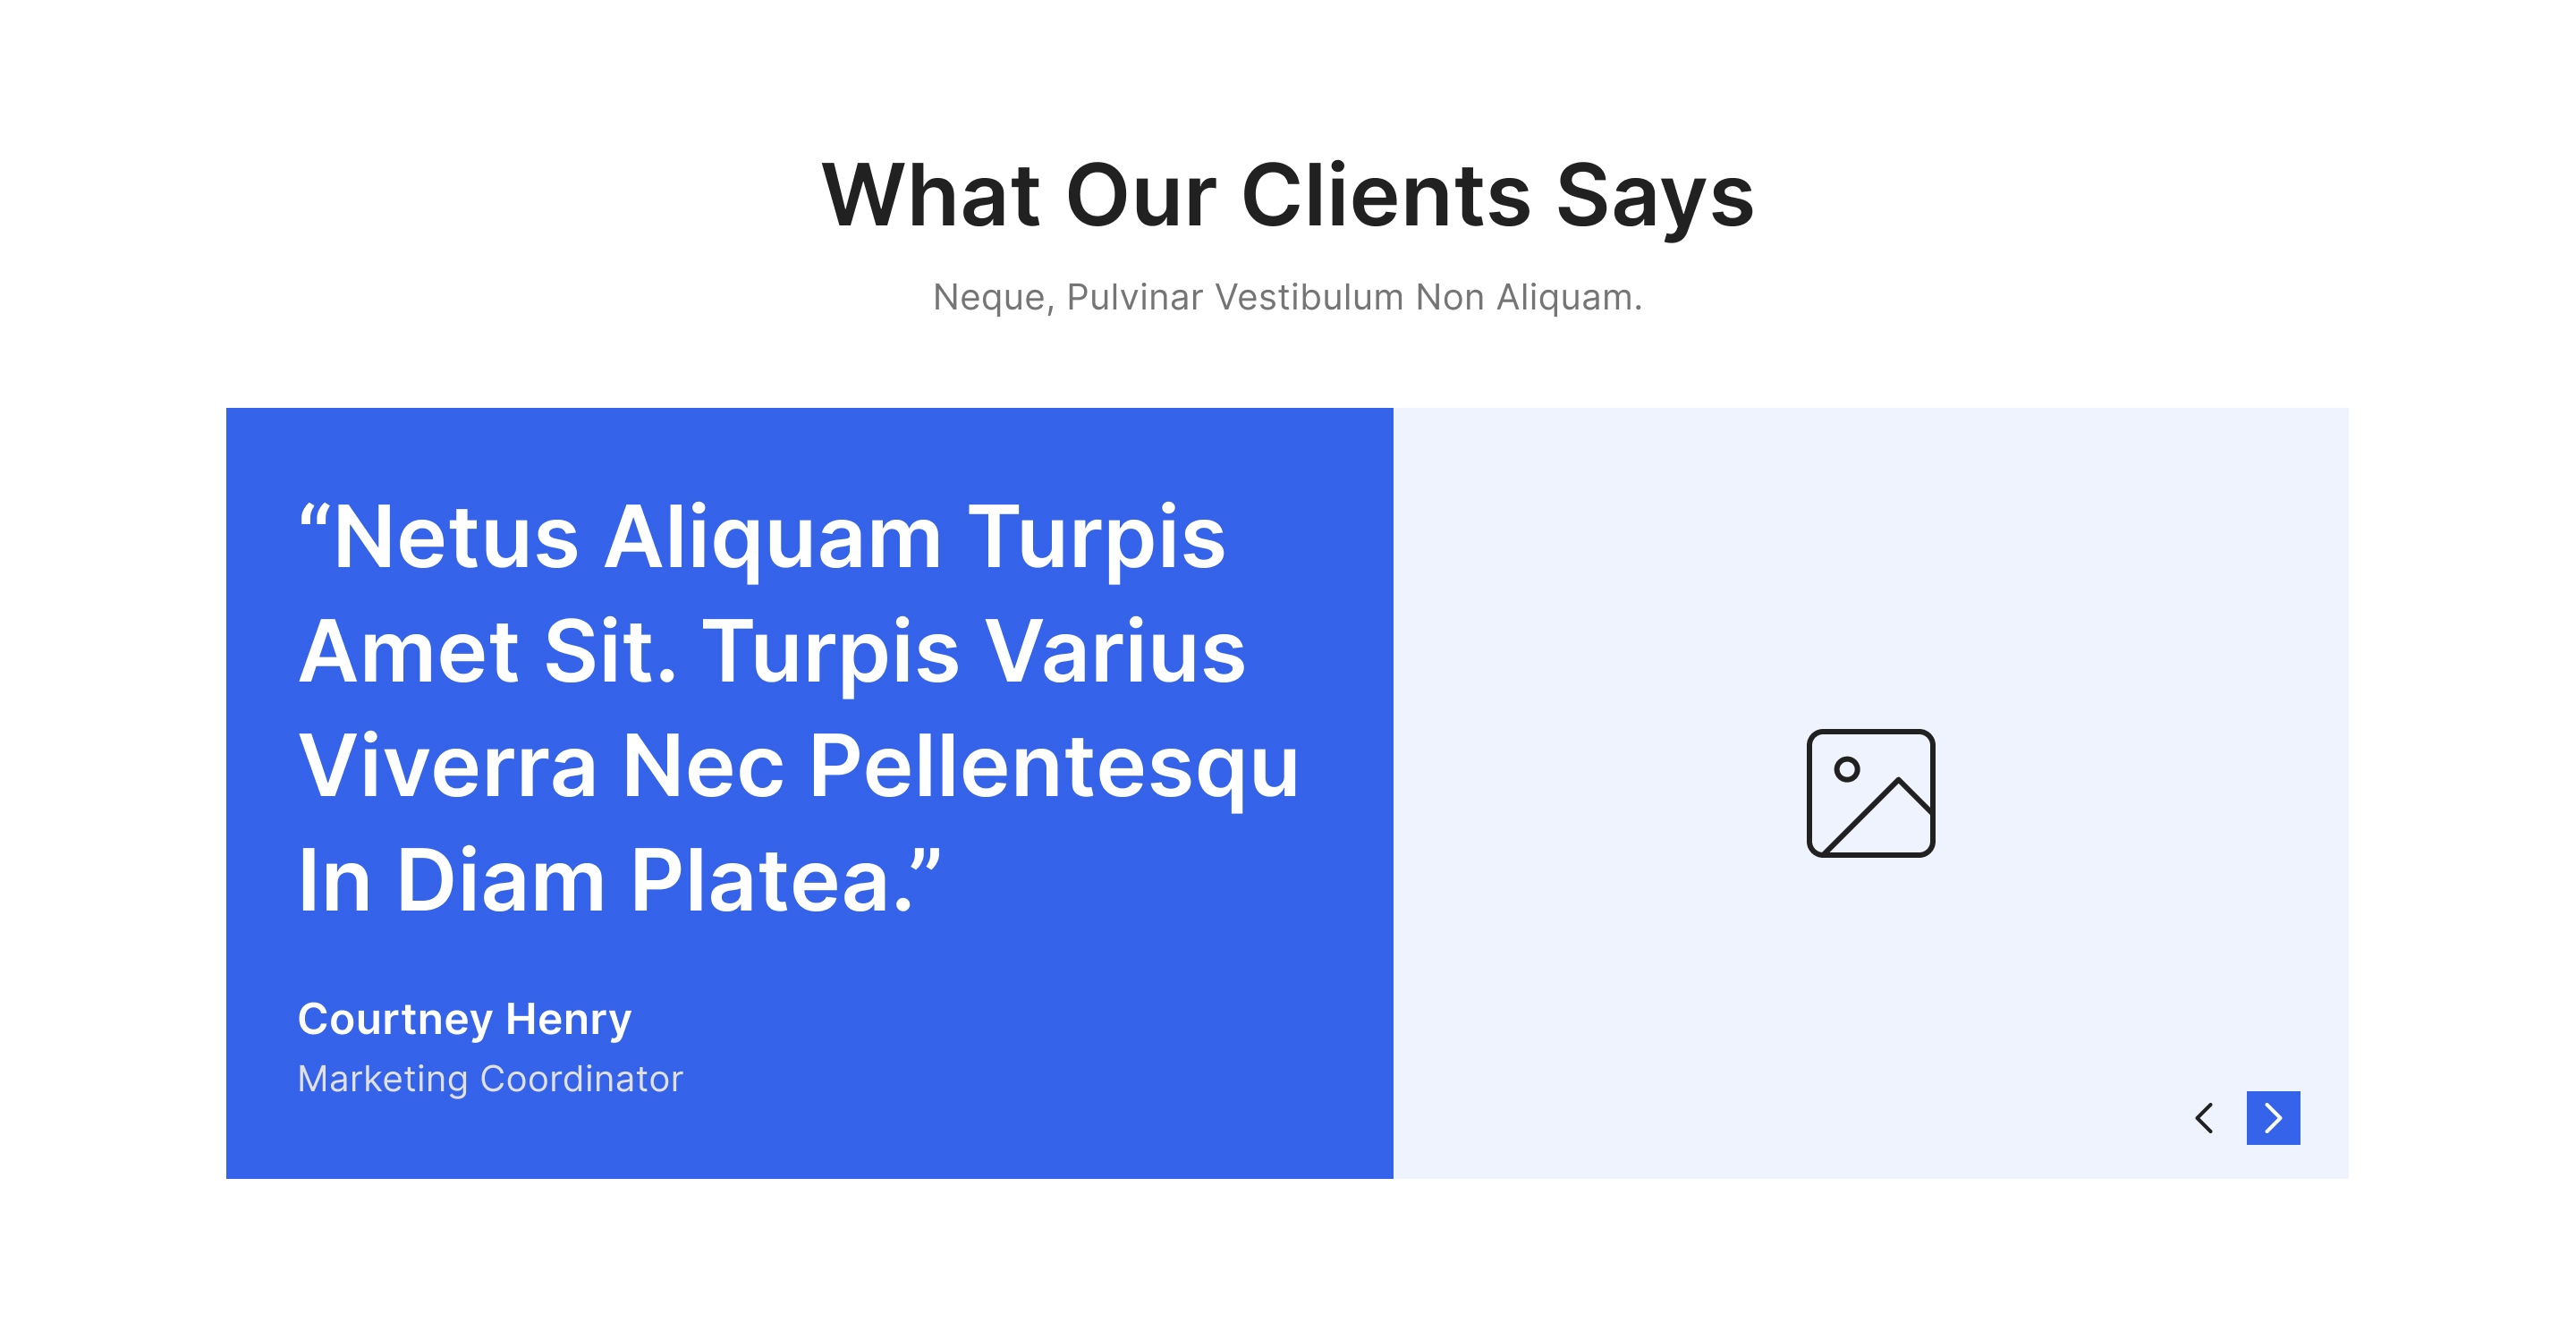 What Our Clients Says
Neque, Pulvinar Vestibulum Non Aliquam.
“Netus Aliquam Turpis
Amet Sit. Turpis Varius
Viverra Nec Pellentesqu
In Diam Platea.”
Courtney Henry
Marketing Coordinator